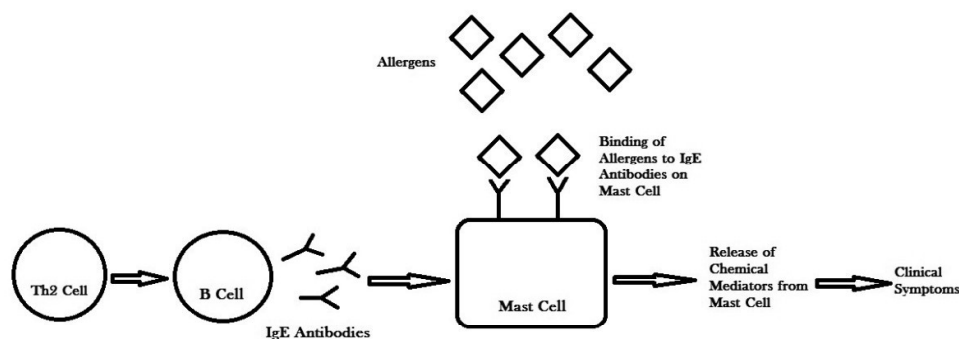 Allergens
Binding of
Allergens to IgE
Antibodies on
Mast Cell
Th2 Cell
B Cell
IgE Antibodies
Mast Cell
Release of
Chemical
Mediators from
Mast Cell
Clinical
Symptoms